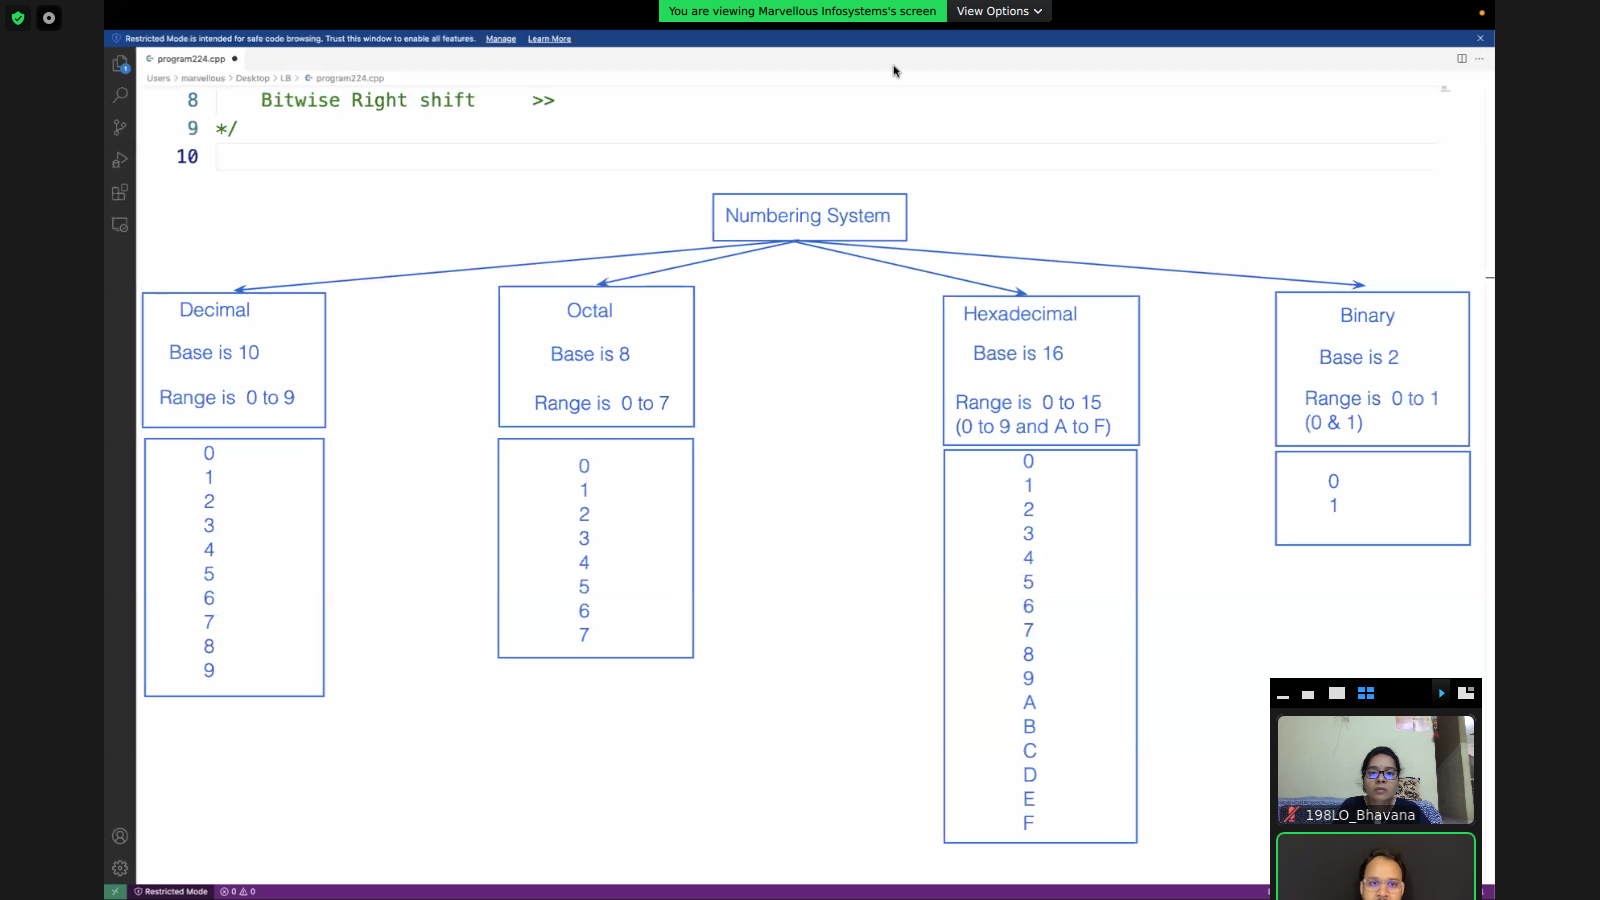 You are viewing Marvellous Infosystems's screen
View Options
Restricted Mode is intended for safe code browsing. Trust this window to enable all features. Manage Learn More
program224.cpp
Users > marvellous > Desktop > LB > program224.cpp
8 Bitwise Right shift >>
9 */
10
Numbering System
Decimal
Base is 10
Range is 0 to 9
0
1
2
3
4
5
6
7
8
9
Octal
Base is 8
Range is 0 to 7
0
1
2
3
4
5
6
7
Hexadecimal
Base is 16
Range is 0 to 15
(0 to 9 and A to F)
0
1
2
3
4
5
6
7
8
9
A
B
C
D
E
F
Binary
Base is 2
Range is 0 to 1
(0 & 1)
0
1
198LO_Bhavana
Restricted Mode 0 0